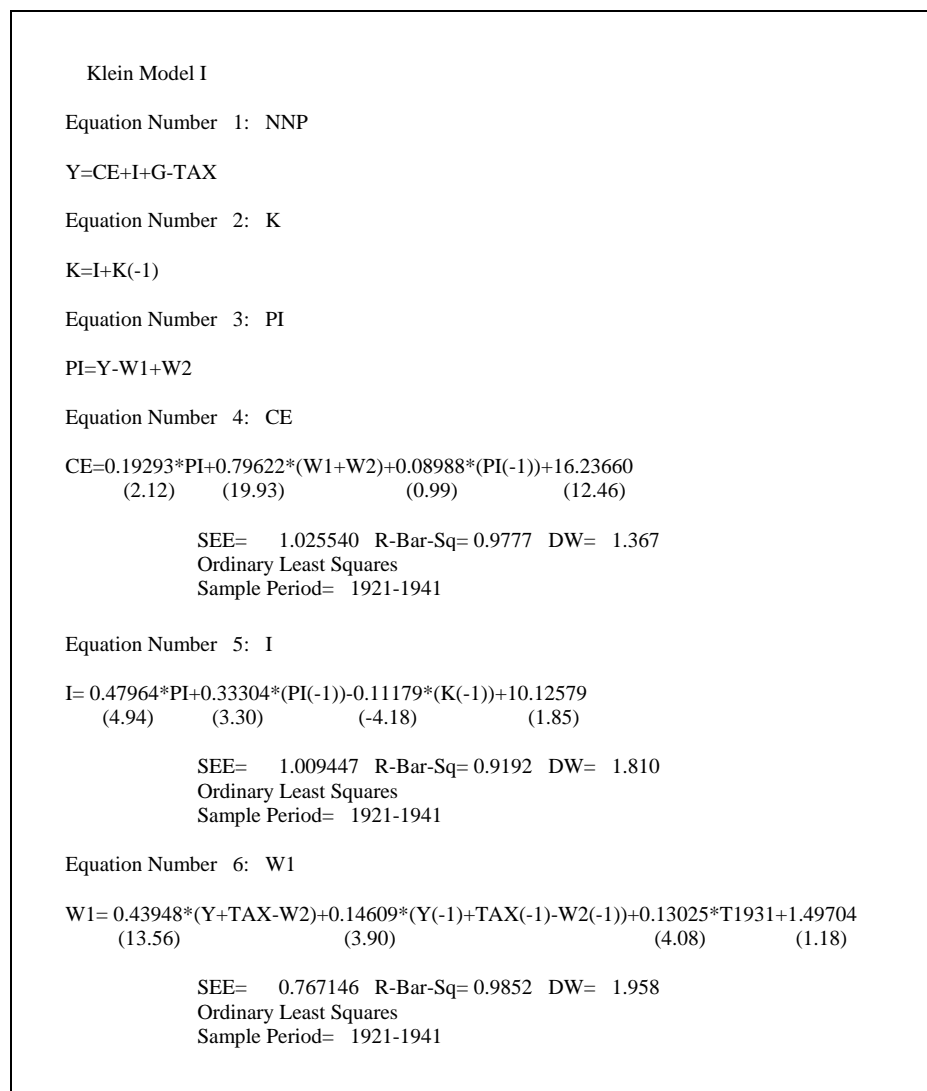 Klein Model I
Equation Number 1: NNP
Y=CE+I+G-TAX
Equation Number 2: K
K=I+K(-1)
Equation Number 3: PI
PI=Y-W1+W2
Equation Number 4: CE
CE=0.19293*PI+0.79622*(W1+W2)+0.08988*(PI(-1))+16.23660
(2.12) (19.93) (0.99) (12.46)
SEE= 1.025540 R-Bar-Sq= 0.9777 DW= 1.367
Ordinary Least Squares
Sample Period= 1921-1941
Equation Number 5: I
I= 0.47964*PI+0.33304*(PI(-1))-0.11179*(K(-1))+10.12579
(4.94) (3.30) (-4.18) (1.85)
SEE= 1.009447 R-Bar-Sq= 0.9192 DW= 1.810
Ordinary Least Squares
Sample Period= 1921-1941
Equation Number 6: W1
W1= 0.43948*(Y+TAX-W2)+0.14609*(Y(-1)+TAX(-1)-W2(-1))+0.13025*T1931+1.49704
(13.56) (3.90) (4.08) (1.18)
SEE= 0.767146 R-Bar-Sq= 0.9852 DW= 1.958
Ordinary Least Squares
Sample Period= 1921-1941